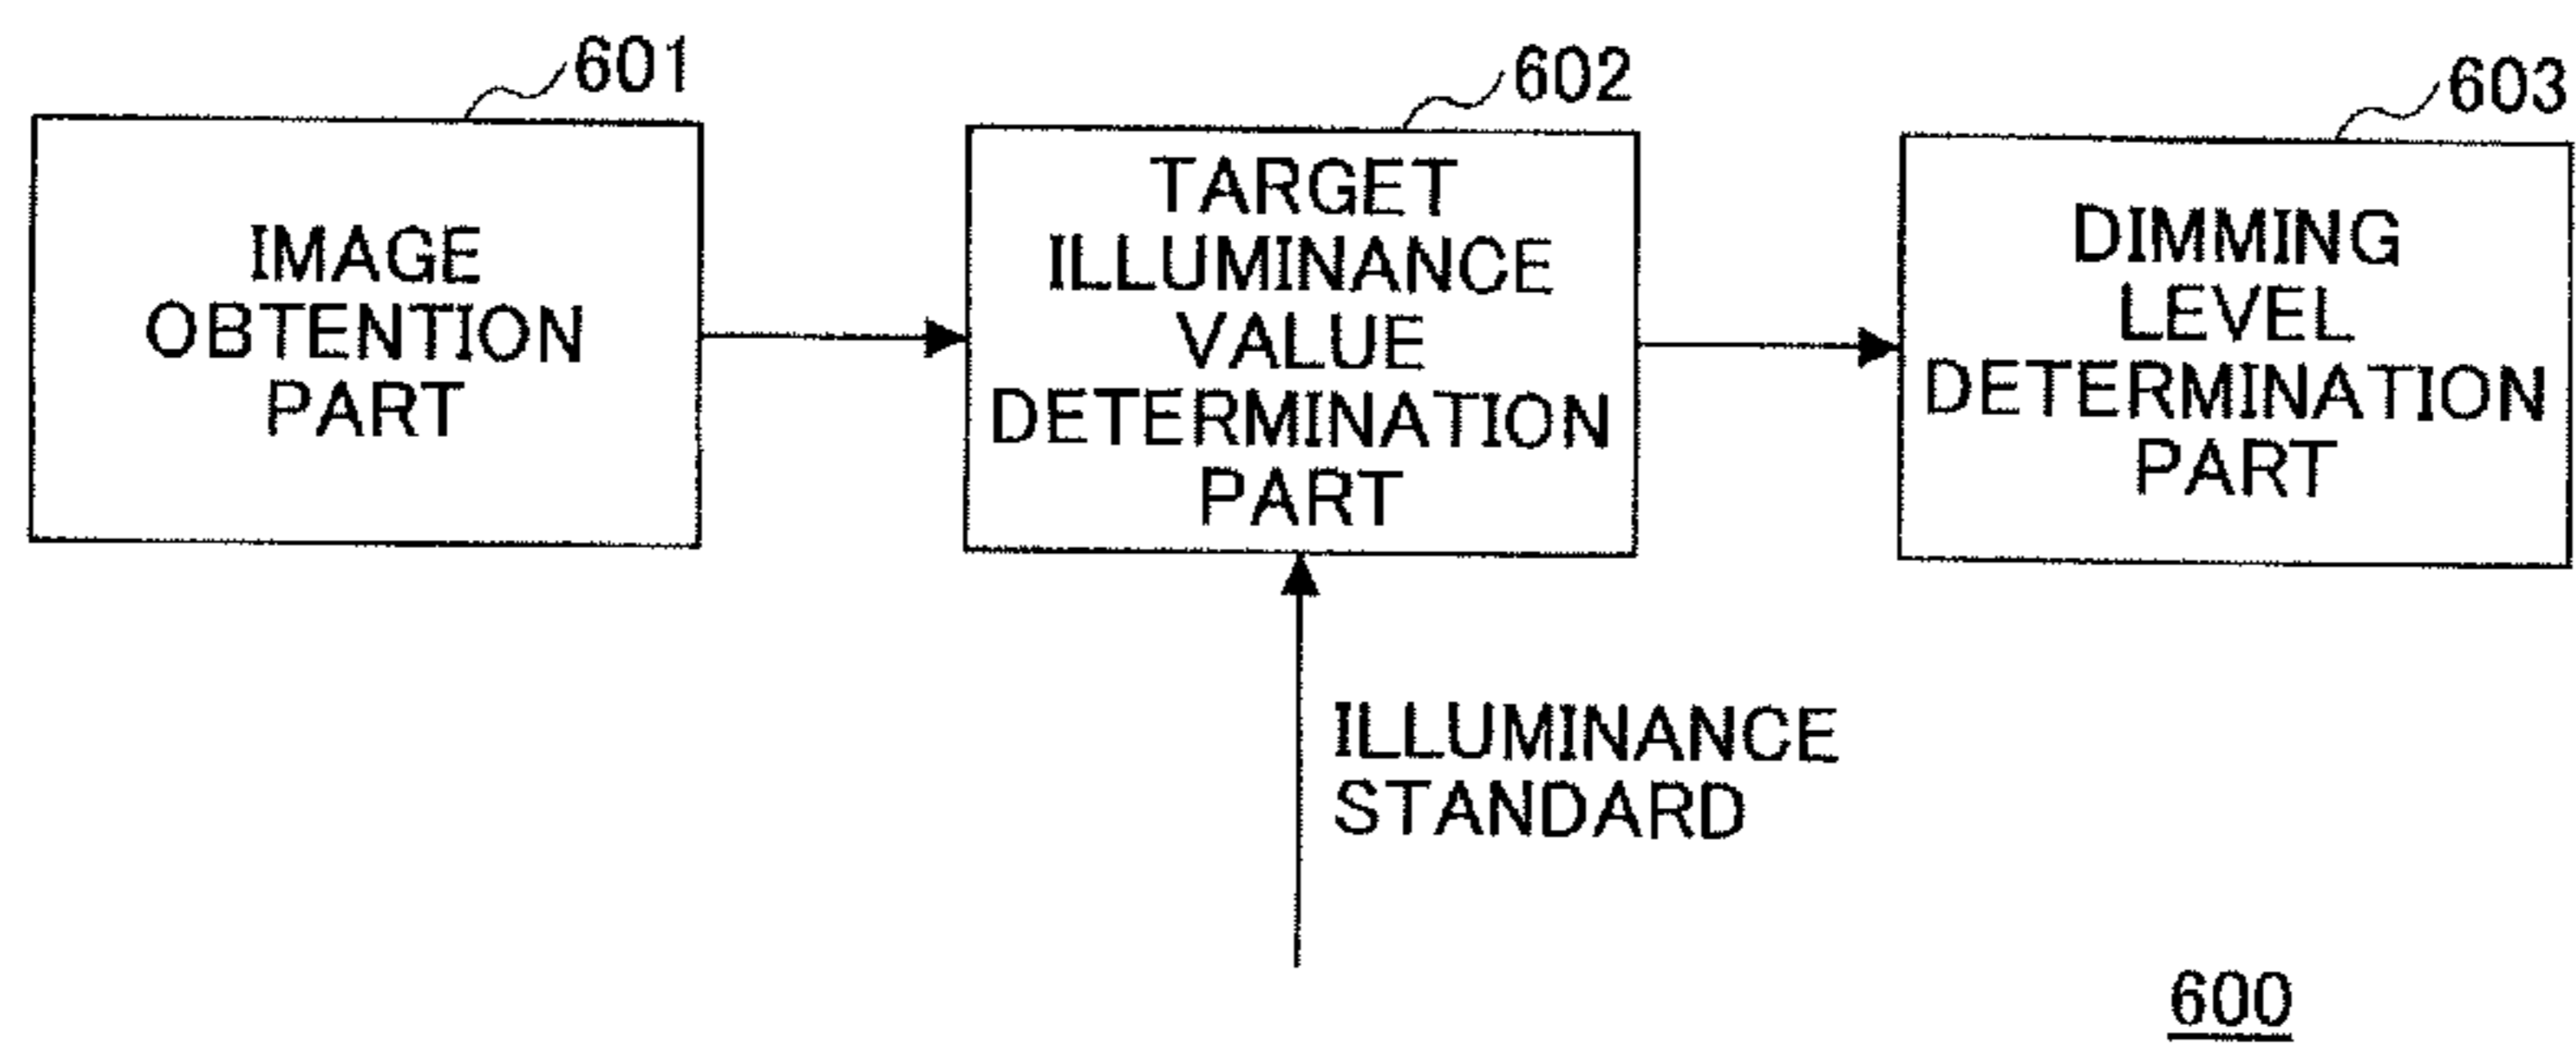 601
IMAGE
OBTENTION
PART
602
TARGET
ILLUMINANCE
VALUE
DETERMINATION
PART
603
DIMMING
LEVEL
DETERMINATION
PART
ILLUMINANCE
STANDARD
600